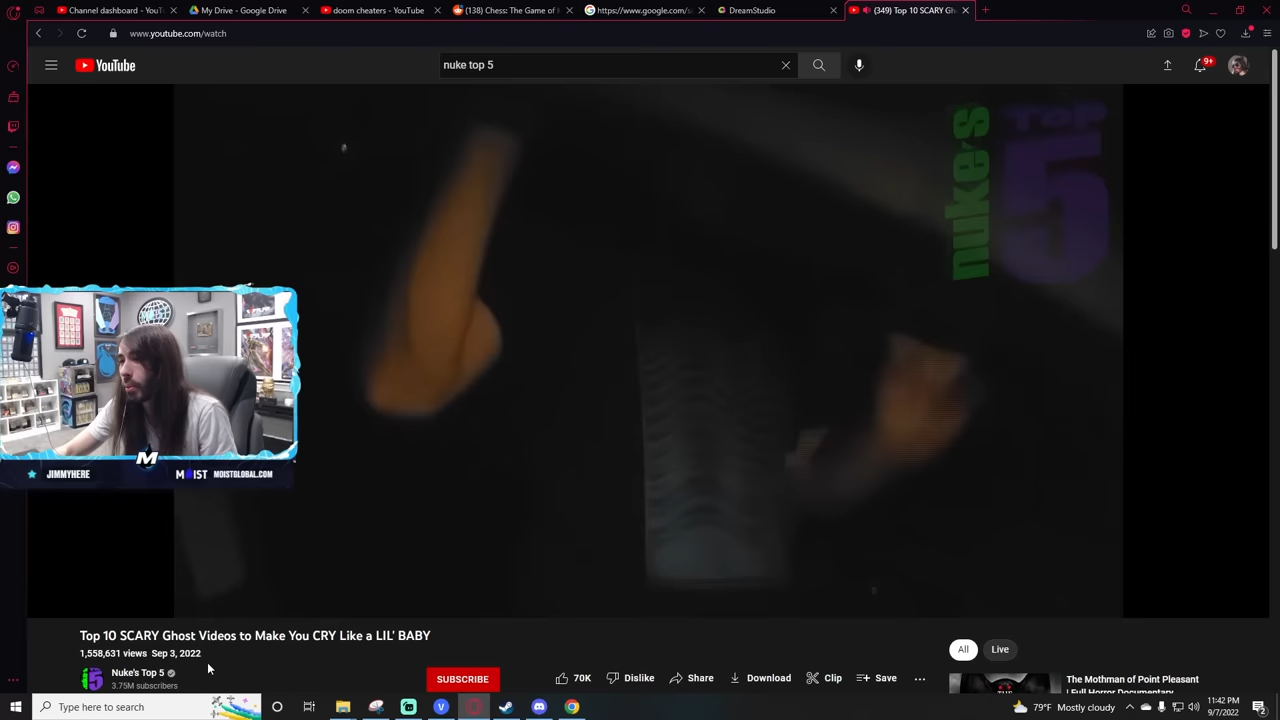 Channel dashboard - YouTu
My Drive - Google Drive
doom cheaters - YouTube
(138) Chess: The Game of
https://www.google.com/s
DreamStudio
(349) Top 10 SCARY Gh
www.youtube.com/watch
YouTube
nuke top 5
9+
nuke's
TOP
5
JIMMYHERE
MOIST
MOISTGLOBAL.COM
Top 10 SCARY Ghost Videos to Make You CRY Like a LIL' BABY
1,558,631 views Sep 3, 2022
Nuke's Top 5
3.75M subscribers
SUBSCRIBE
70K
Dislike
Share
Download
Clip
Save
All
Live
The Mothman of Point Pleasant
| Full Horror Documentary
Type here to search
79°F Mostly cloudy
11:42 PM
9/7/2022
2